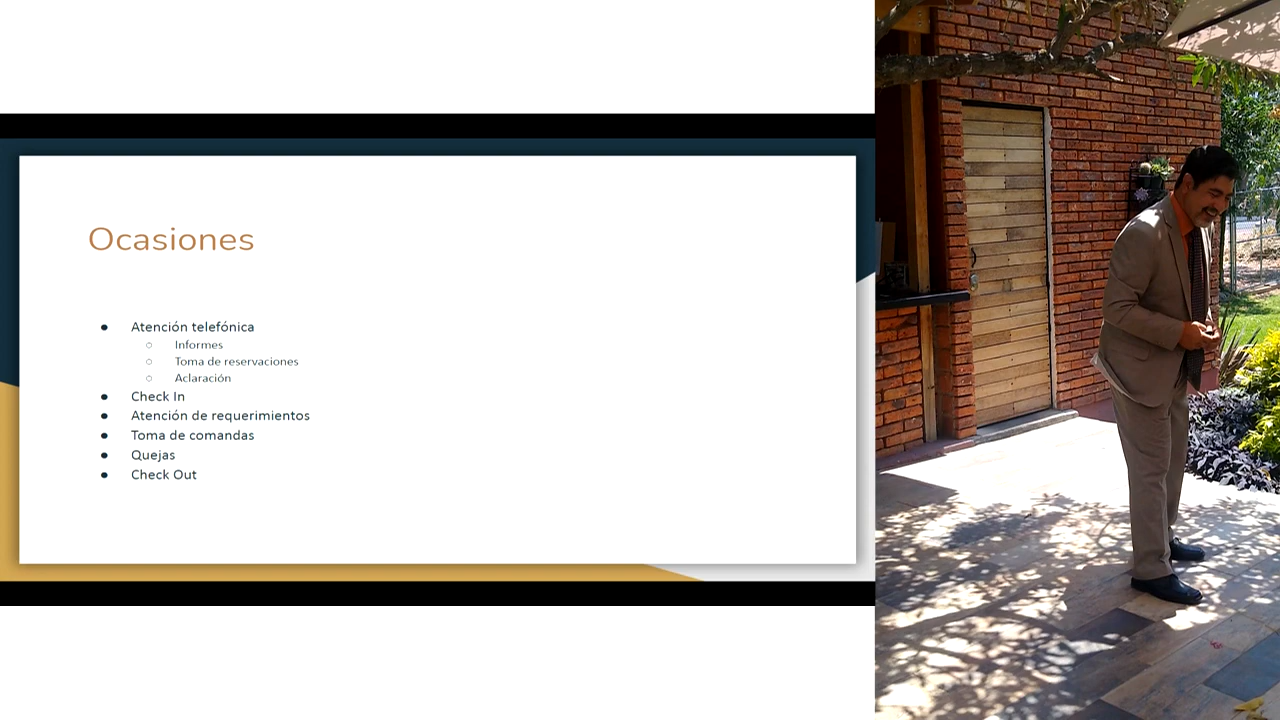 Ocasiones
● Atención telefónica
○ Informes
○ Toma de reservaciones
○ Aclaración
● Check In
● Atención de requerimientos
● Toma de comandas
● Quejas
● Check Out